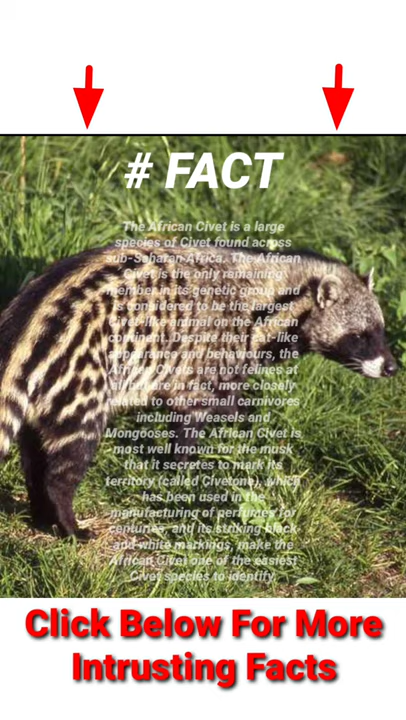 # FACT
The African Civet is a large
species of Civet found across
sub-Saharan Africa. The African
Civet is the only remaining
member in its genetic group and
is considered to be the largest
Civet-like animal on the African
continent. Despite their cat-like
appearance and behaviours, the
African Civets are not felines at
all but are in fact, more closely
related to other small carnivores
including Weasels and
Mongooses. The African Civet is
most well known for the musk
that it secretes to mark its
territory (called Civetone), which
has been used in the
manufacturing of perfumes for
centuries, and its striking black
and white markings, make the
African Civet one of the easiest
Civet species to identify.
Click Below For More
Intrusting Facts